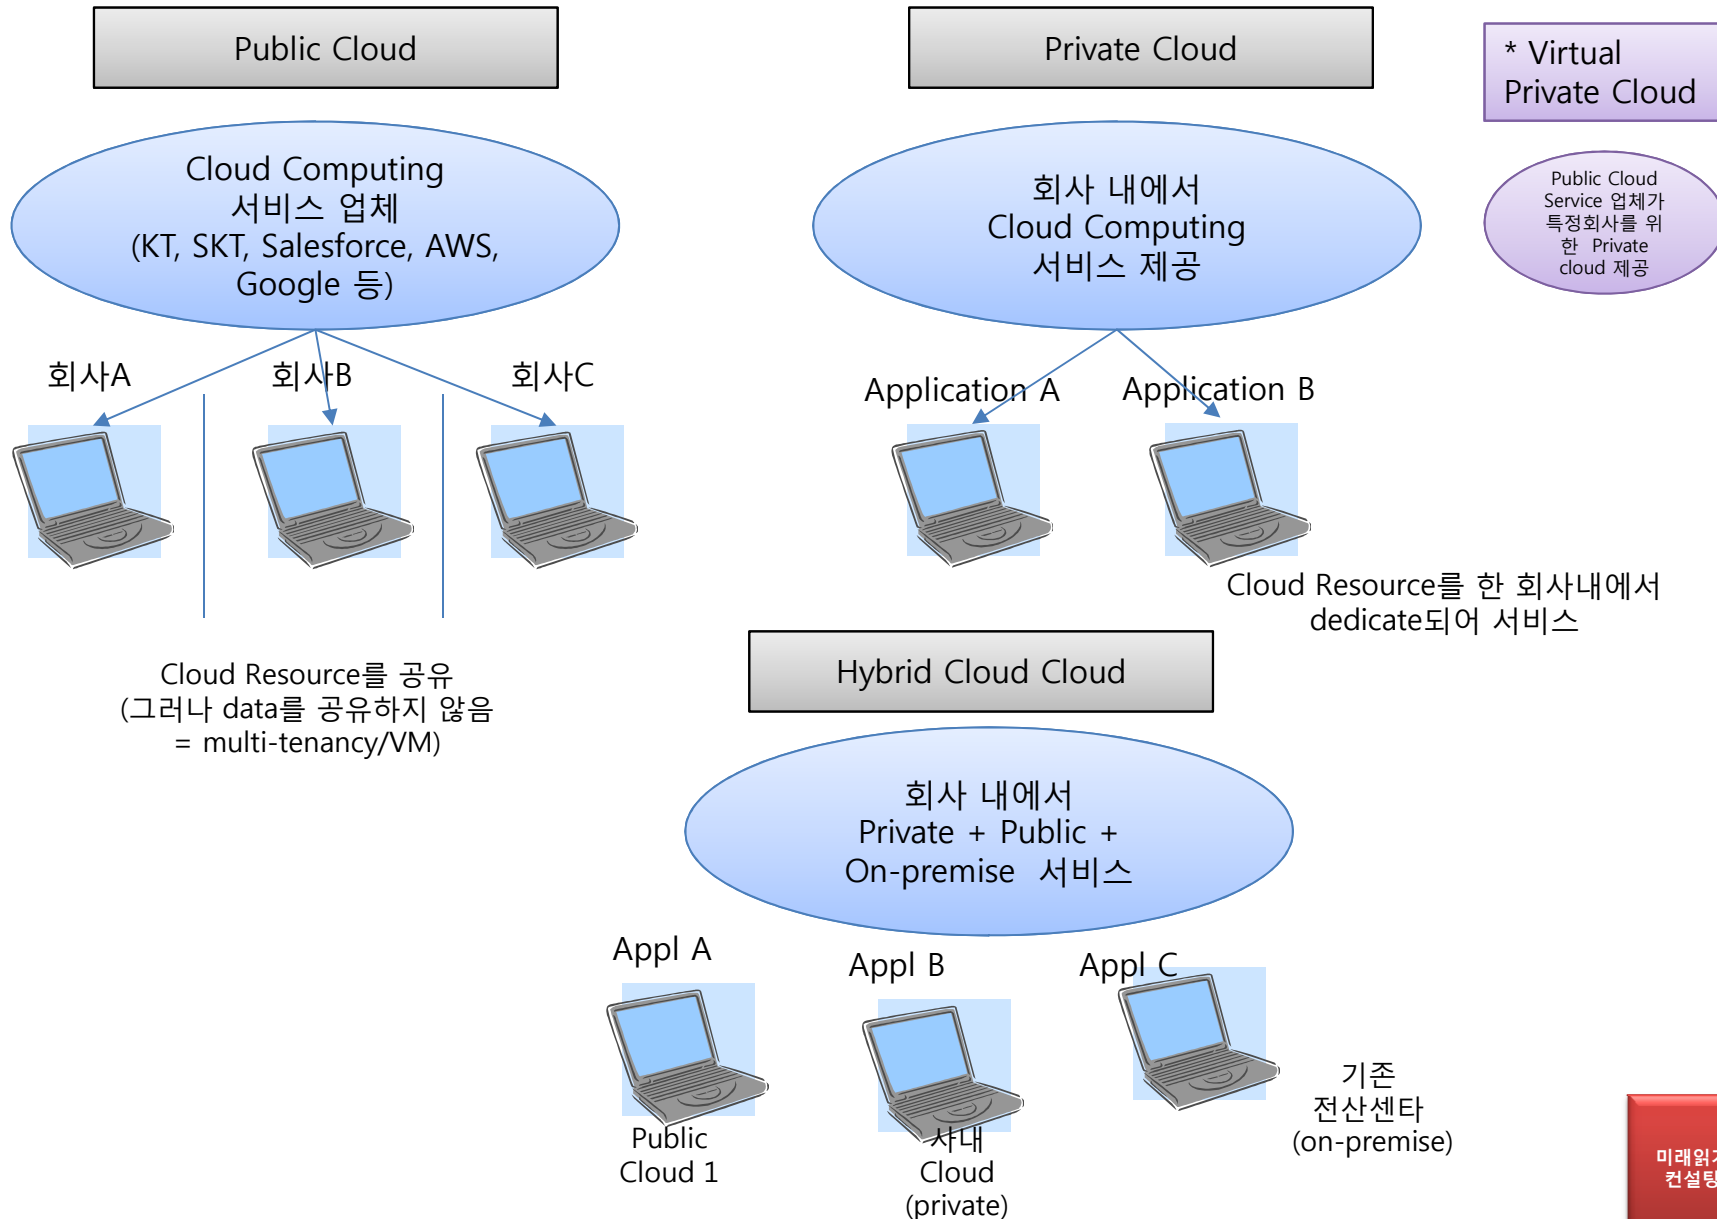 Public Cloud
Cloud Computing
서비스 업체
(KT, SKT, Salesforce, AWS,
Google 등)
회사A
회사B
회사C
Cloud Resource를 공유
(그러나 data를 공유하지 않음
= multi-tenancy/VM)
Private Cloud
회사 내에서
Cloud Computing
서비스 제공
Application A
Application B
Cloud Resource를 한 회사내에서
dedicate되어 서비스
* Virtual
Private Cloud
Public Cloud
Service 업체가
특정회사를 위
한 Private
cloud 제공
Hybrid Cloud Cloud
회사 내에서
Private + Public +
On-premise 서비스
Appl A
Appl B
Appl C
Public
Cloud 1
사내
Cloud
(private)
기존
전산센타
(on-premise)
컨설팅